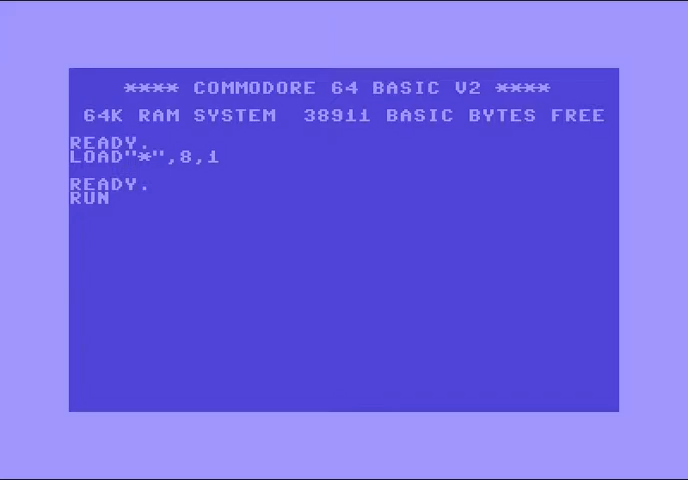 **** COMMODORE 64 BASIC V2 ****
64K RAM SYSTEM  38911 BASIC BYTES FREE
READY.
LOAD"*",8,1
READY.
RUN